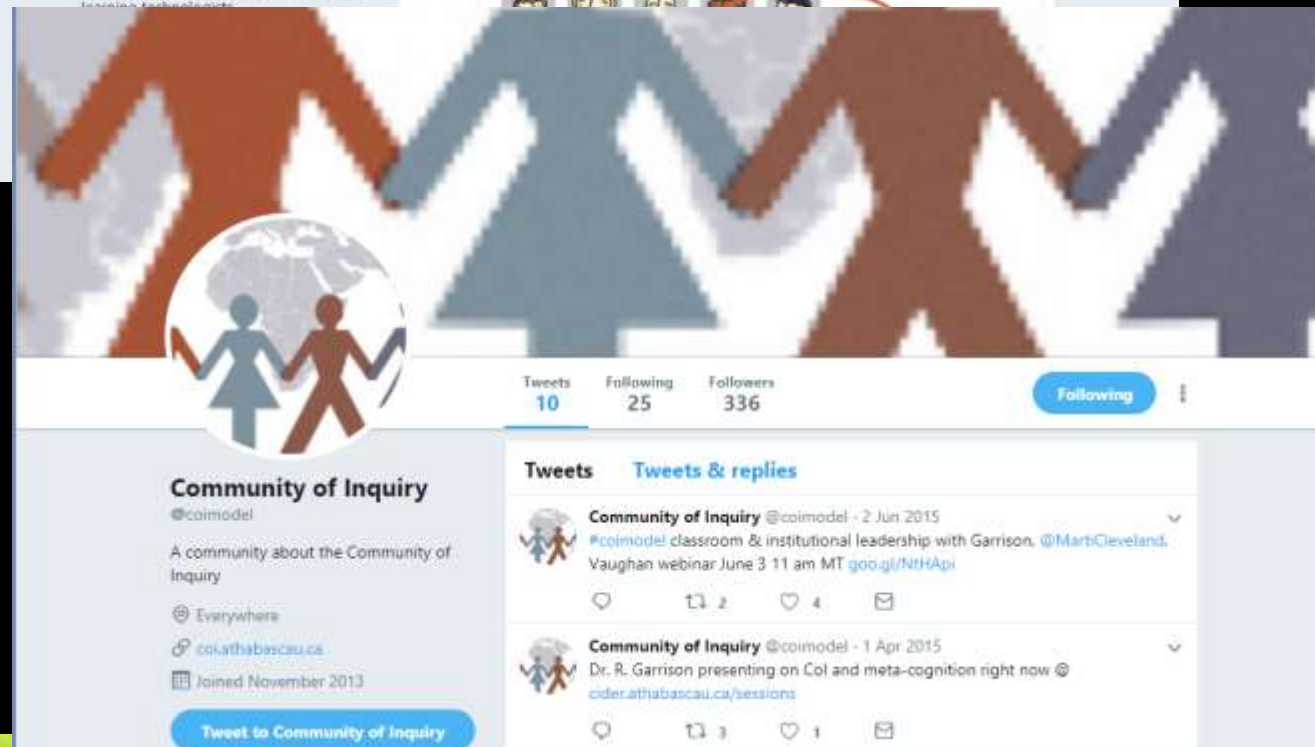 learning technologists
Tweets Following Followers
10 25 336
Following
Community of Inquiry
@coimodel
A community about the Community of
Inquiry
Everywhere
coi.athabascau.ca
Joined November 2013
Tweet to Community of Inquiry
Tweets Tweets & replies
Community of Inquiry @coimodel - 2 Jun 2015
#coimodel classroom & institutional leadership with Garrison, @MartiCleveland,
Vaughan webinar June 3 11 am MT goo.gl/NtHApi
2 4
Community of Inquiry @coimodel - 1 Apr 2015
Dr. R. Garrison presenting on CoI and meta-cognition right now @
cider.athabascau.ca/sessions
3 1